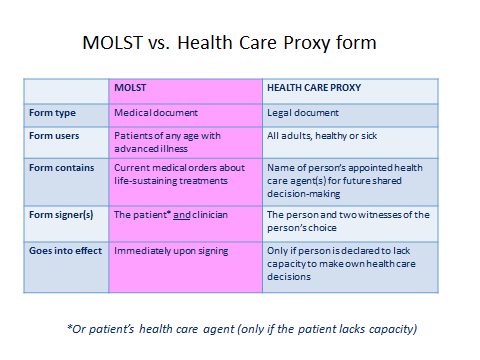 MOLST vs. Health Care Proxy form
MOLST HEALTH CARE PROXY
Form type Medical document Legal document
Form users Patients of any age with All adults, healthy or sick
advanced illness
Form contains Current medical orders about Name of person's appointed health
life-sustaining treatments care agent(s) for future shared
decision-making
Form signer(s) The patient* and clinician The person and two witnesses of the
person's choice
Goes into effect Immediately upon signing Only if person is declared to lack
capacity to make own health care
decisions
*Or patient's health care agent (only if the patient lacks capacity)